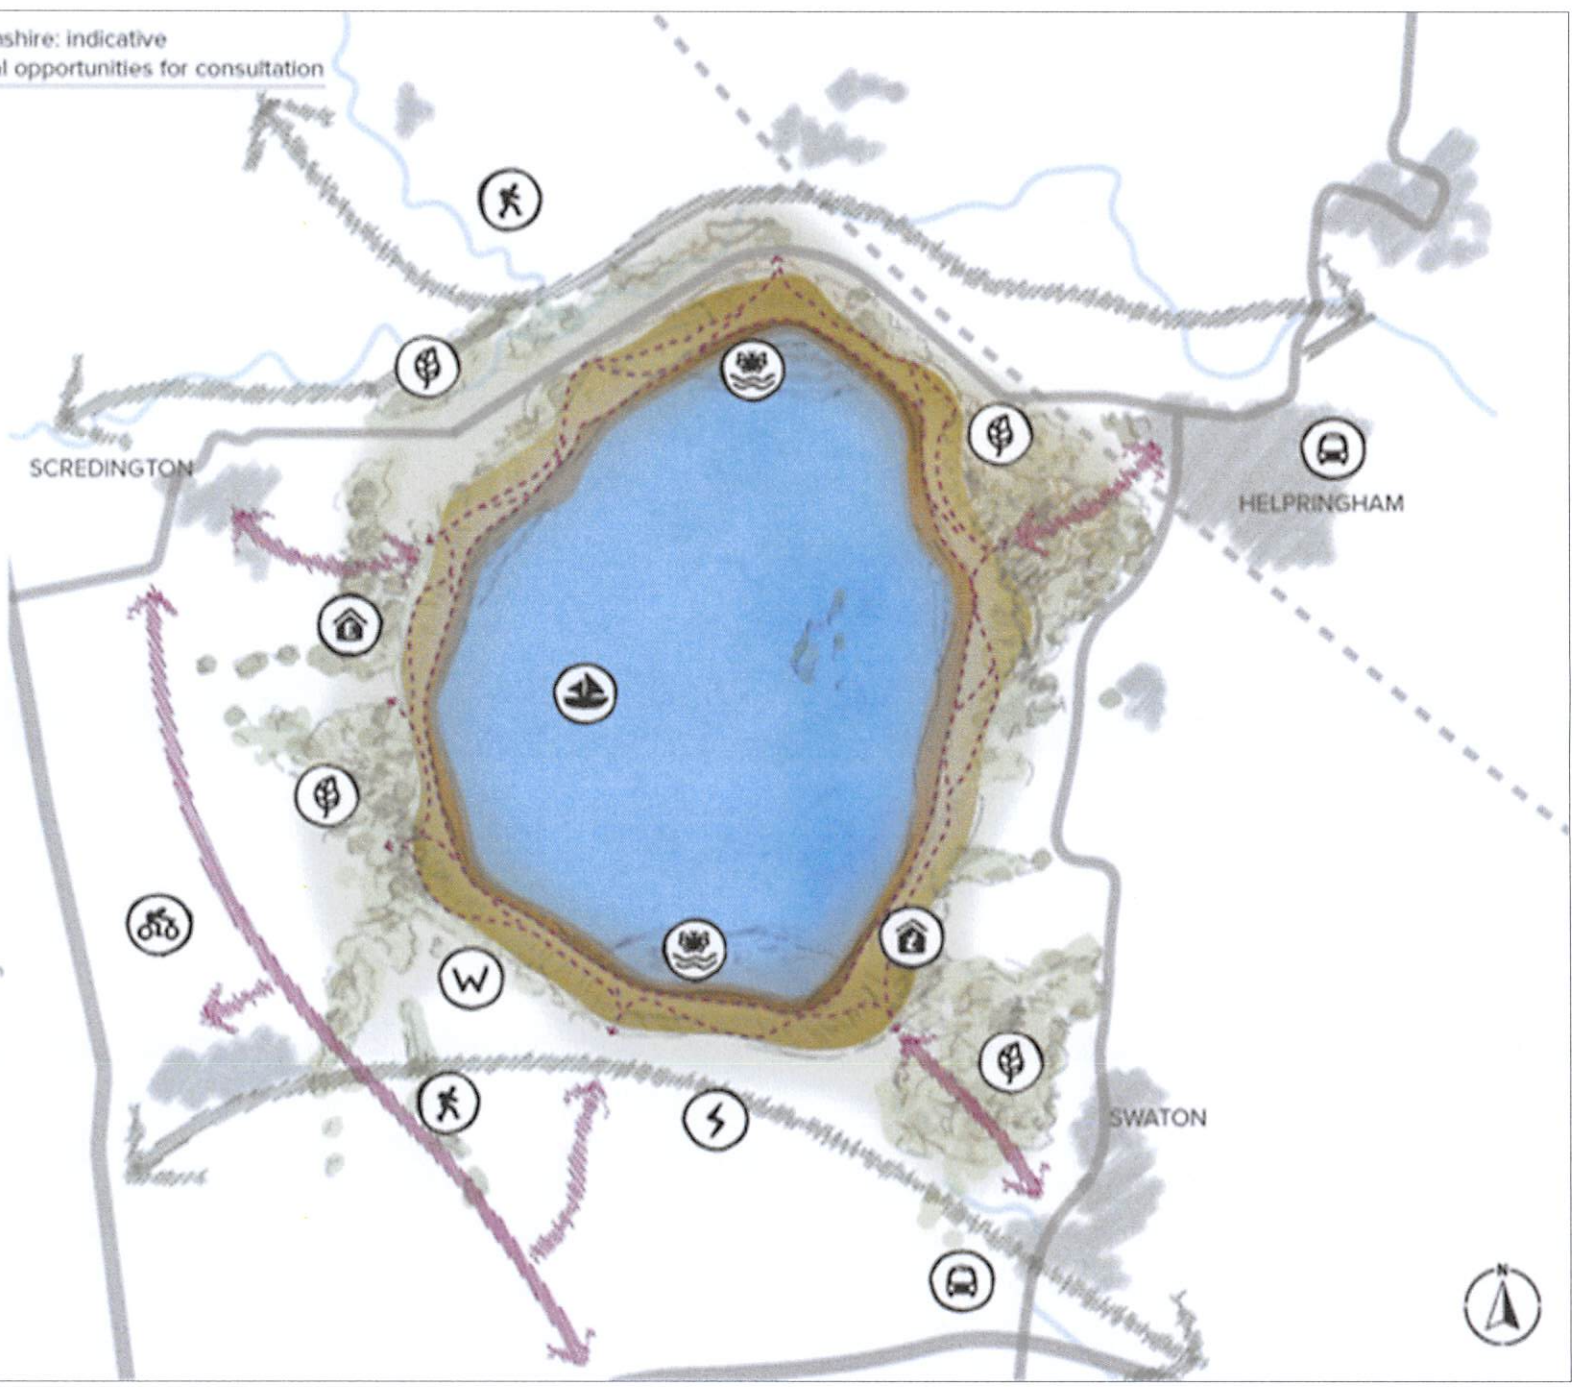 shire: indicative
l opportunities for consultation
SCREDINGTON
HELPRINGHAM
W
SWATON
N